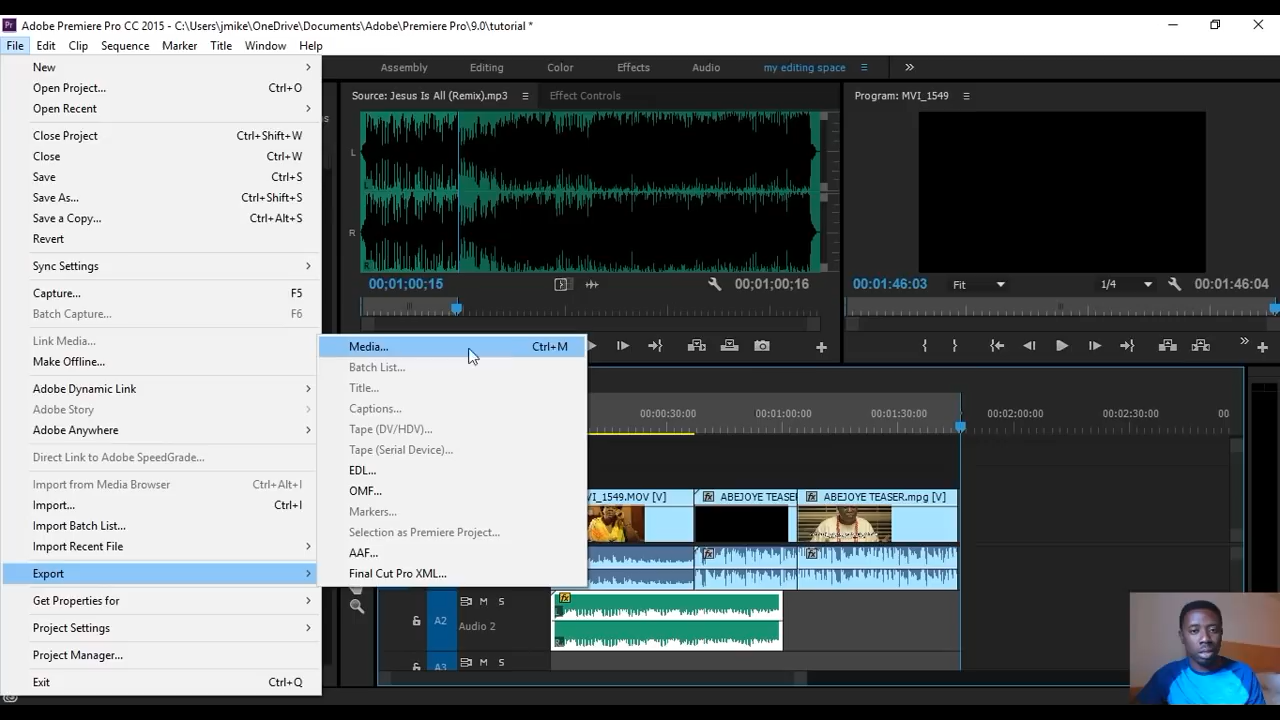 Pr Adobe Premiere Pro CC 2015 - C:\Users\jmike\OneDrive\Documents\Adobe\Premiere Pro\9.0\tutorial *
File Edit Clip Sequence Marker Title Window Help
Assembly Editing Color Effects Audio my editing space
New
Open Project... Ctrl+O
Open Recent
Close Project Ctrl+Shift+W
Close Ctrl+W
Save Ctrl+S
Save As... Ctrl+Shift+S
Save a Copy... Ctrl+Alt+S
Revert
Sync Settings
Capture... F5
Batch Capture... F6
Link Media...
Make Offline...
Adobe Dynamic Link
Adobe Story
Adobe Anywhere
Direct Link to Adobe SpeedGrade...
Import from Media Browser Ctrl+Alt+I
Import... Ctrl+I
Import Batch List...
Import Recent File
Export
Get Properties for
Project Settings
Project Manager...
Exit Ctrl+Q
Media... Ctrl+M
Batch List...
Title...
Captions...
Tape (DV/HDV)...
Tape (Serial Device)...
EDL...
OMF...
Markers...
Selection as Premiere Project...
AAF...
Final Cut Pro XML...
Source: Jesus Is All (Remix).mp3 Effect Controls
L
R
00;01;00;15 00;01;00;16
Program: MVI_1549
00:01:46:03 Fit 1/4 00:01:46:04
00:00:30:00 00:01:00:00 00:01:30:00 00:02:00:00 00:02:30:00 00
VI_1549.MOV [V] fx ABEJOYE TEASE fx ABEJOYE TEASER.mpg [V]
fx fx
A2 M S fx
Audio 2
A3 M S